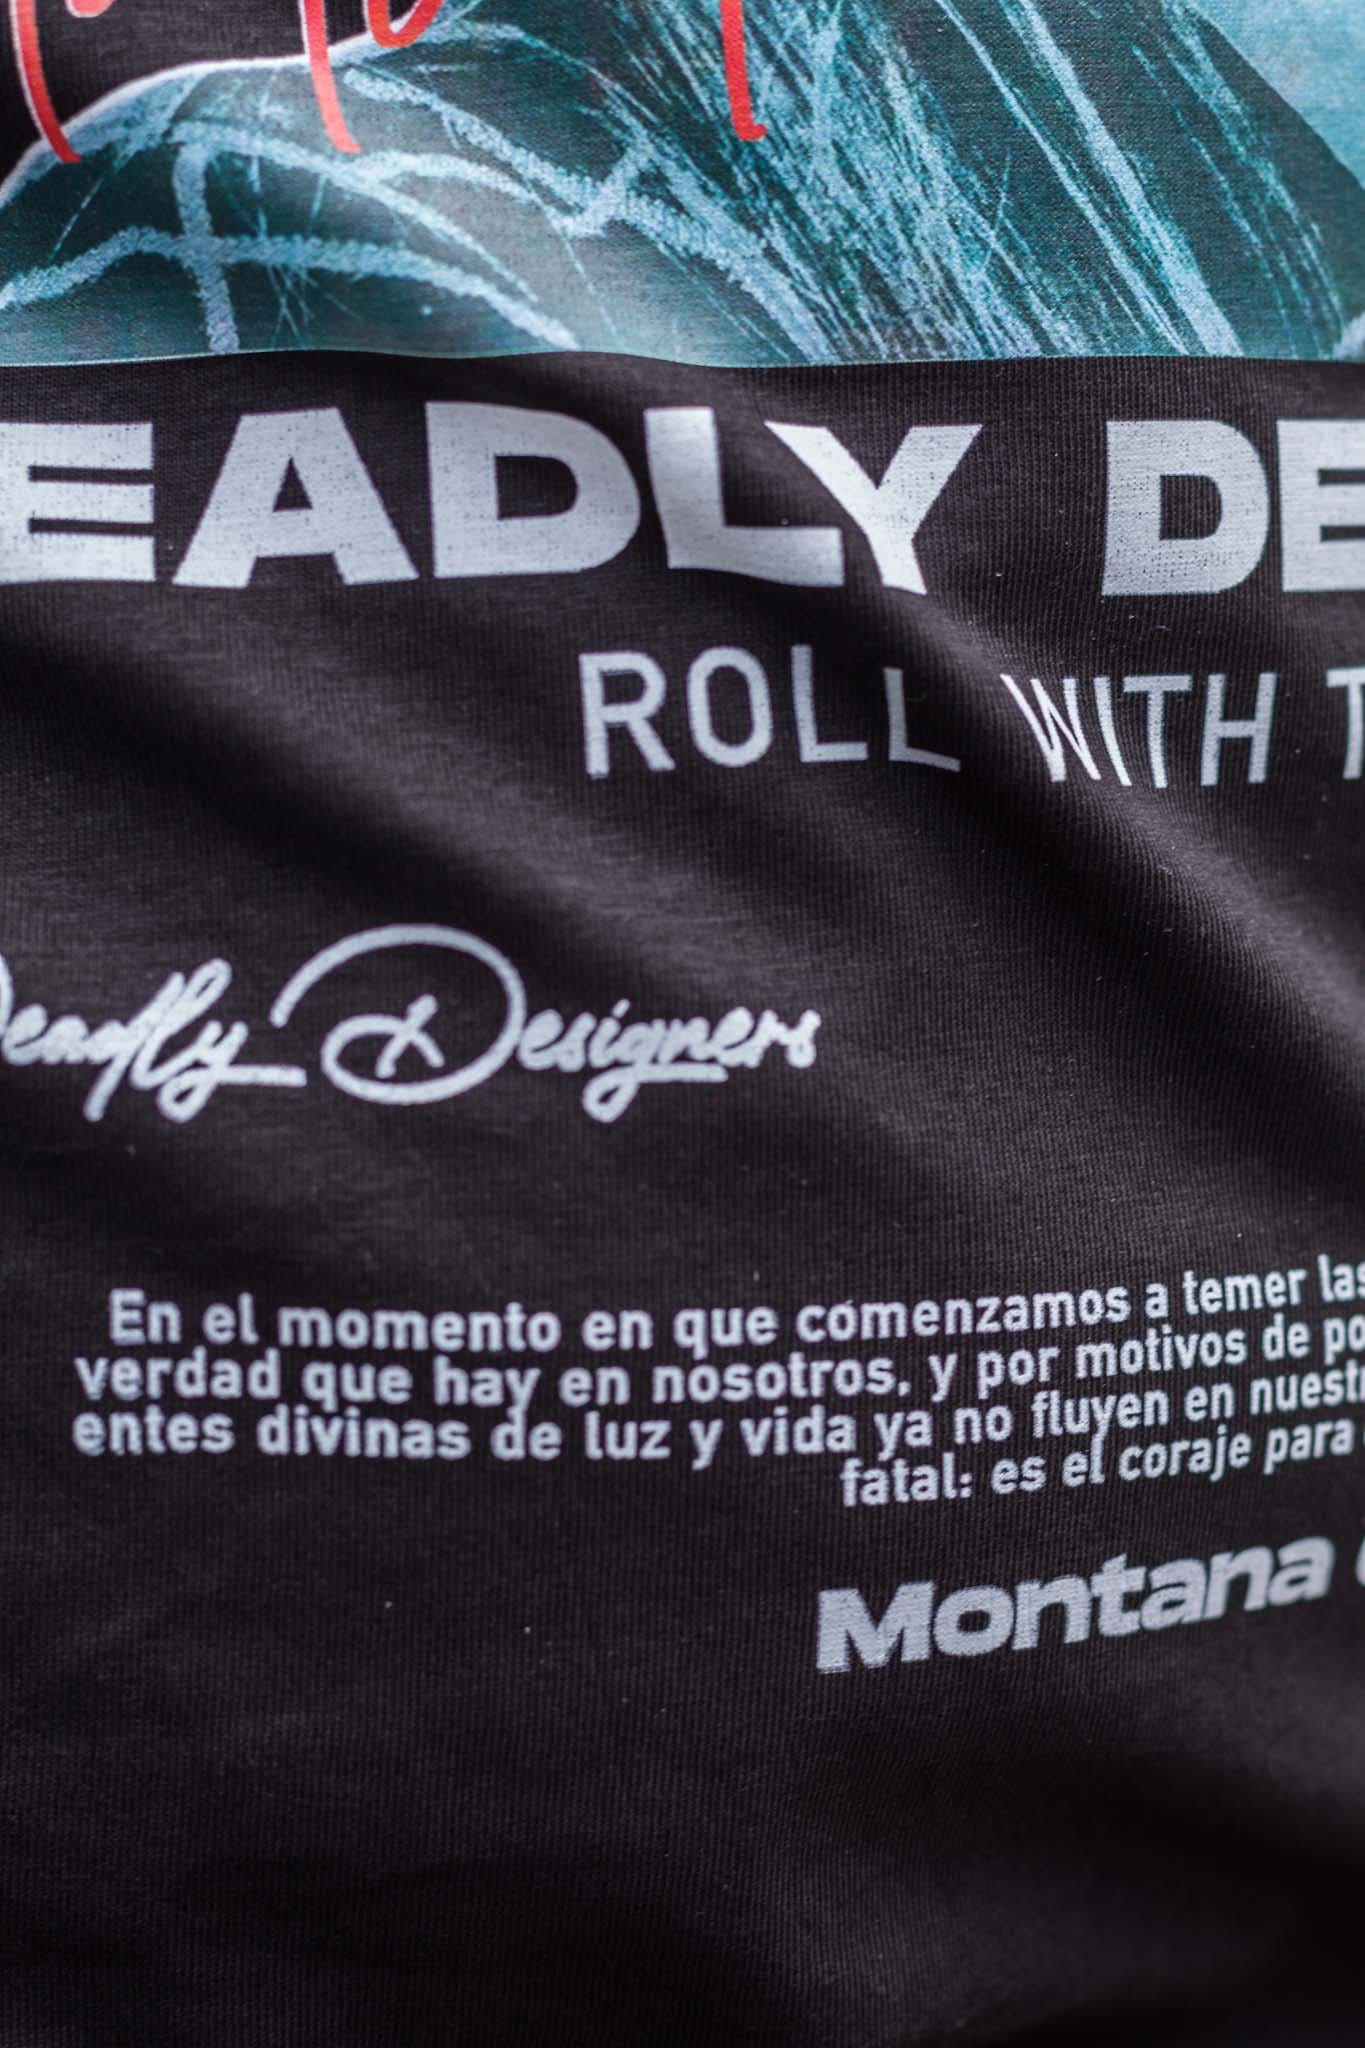 EADLY DE
ROLL WITH T
Deadly Designers
En el momento en que comenzamos a temer las
verdad que hay en nosotros, y por motivos de po
entes divinas de luz y vida ya no fluyen en nuestr
fatal: es el coraje para
Montana